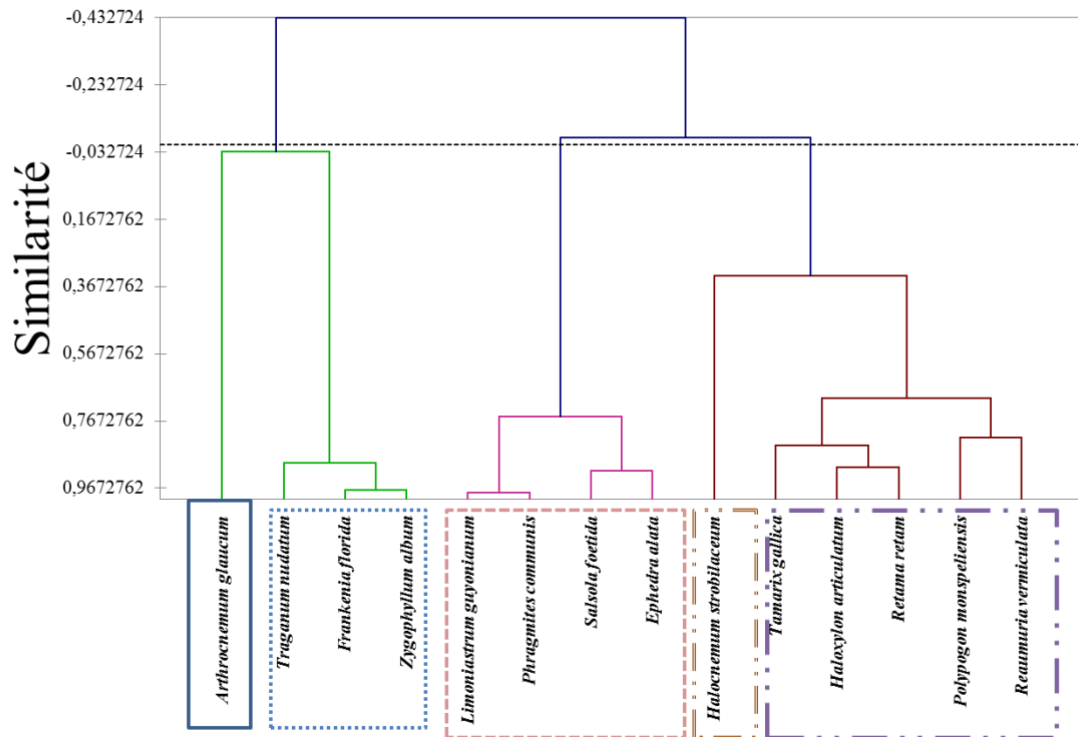 Similarité
-0,432724
-0,232724
-0,032724
0,1672762
0,3672762
0,5672762
0,7672762
0,9672762
Arthrocnemum glaucum
Traganum nudatum
Frankenia florida
Zygophyllum album
Limoniastrum guyonianum
Phragmites communis
Salsola foetida
Ephedra alata
Halocnemum strobilaceum
Tamarix gallica
Haloxylon articulatum
Retama retam
Polypogon monspeliensis
Reaumuria vermiculata